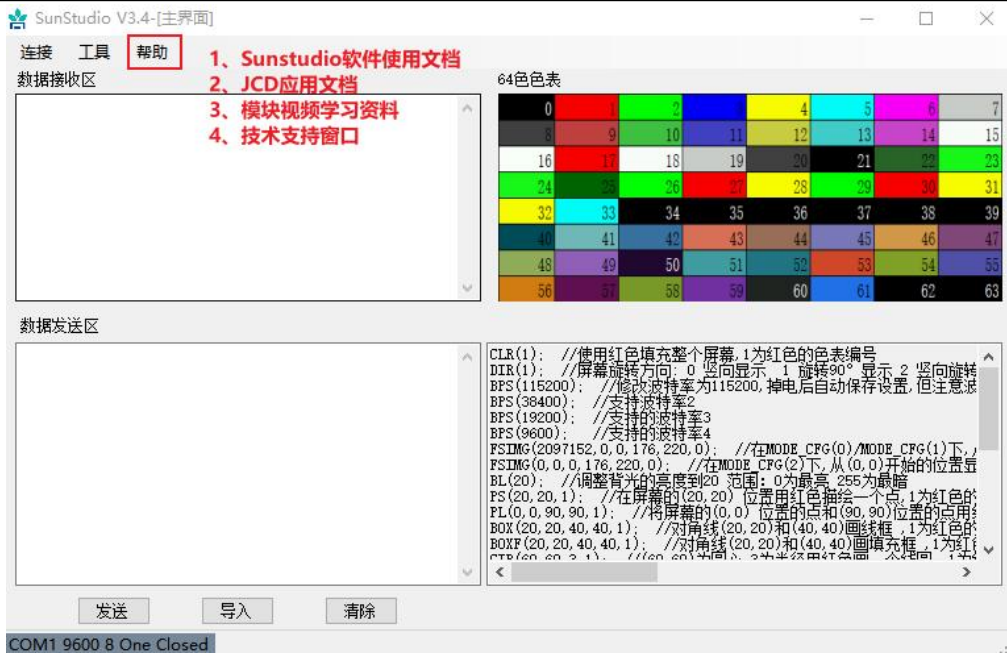 SunStudio V3.4-[主界面]
连接 工具 帮助
1、Sunstudio软件使用文档
2、JCD应用文档
3、模块视频学习资料
4、技术支持窗口
数据接收区
64色色表
0 1 2 3 4 5 6 7
8 9 10 11 12 13 14 15
16 17 18 19 20 21 22 23
24 25 26 27 28 29 30 31
32 33 34 35 36 37 38 39
40 41 42 43 44 45 46 47
48 49 50 51 52 53 54 55
56 57 58 59 60 61 62 63
数据发送区
CLR(1); //使用红色填充整个屏幕,1为红色的色表编号
DIR(1); //屏幕旋转方向: 0 竖向显示 1 旋转90°显示 2 竖向旋转
BPS(115200); //修改波特率为115200,掉电后自动保存设置,但注意波
BPS(38400); //支持波特率2
BPS(19200); //支持的波特率3
BPS(9600); //支持的波特率4
FSIMG(2097152,0,0,176,220,0); //在MODE_CFG(0)/MODE_CFG(1)下,
FSIMG(0,0,0,176,220,0); //在MODE_CFG(2)下,从(0,0)开始的位置显
BL(20); //调整背光的亮度到20 范围: 0为最亮 255为最暗
PS(20,20,1); //在屏幕的(20,20) 位置用红色描绘一个点,1为红色的
PL(0,0,90,90,1); //将屏幕的(0,0) 位置的点和(90,90)位置的点用
BOX(20,20,40,40,1); //对角线(20,20)和(40,40)画线框 ,1为红色的
BOXF(20,20,40,40,1); //对角线(20,20)和(40,40)画填充框 ,1为红
发送 导入 清除
COM1 9600 8 One Closed